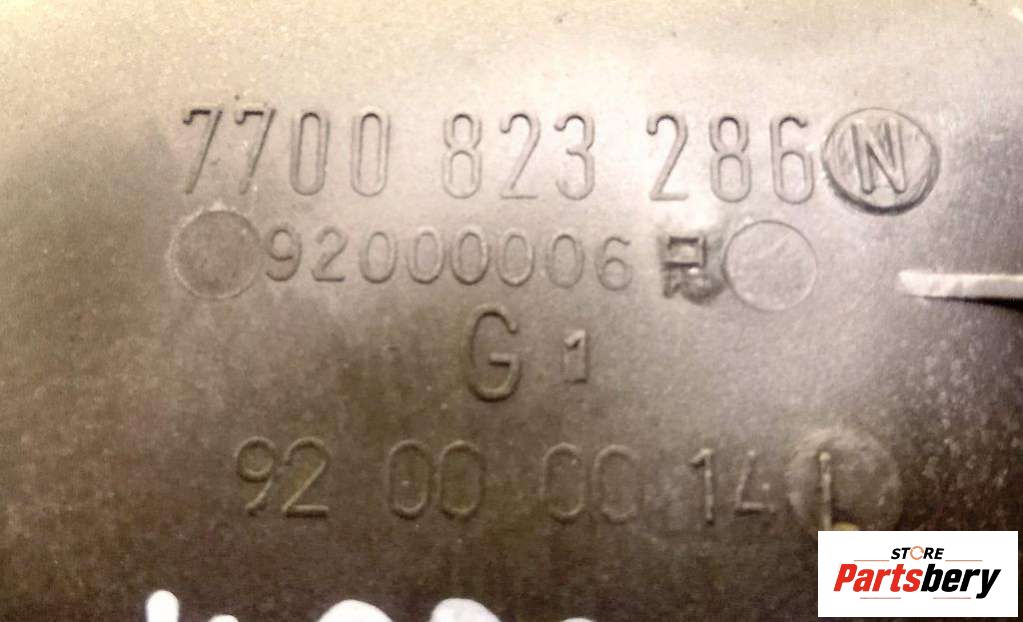 7700 823 286 N
92000006
G 1
92 00 00 14
STORE
Partsbery